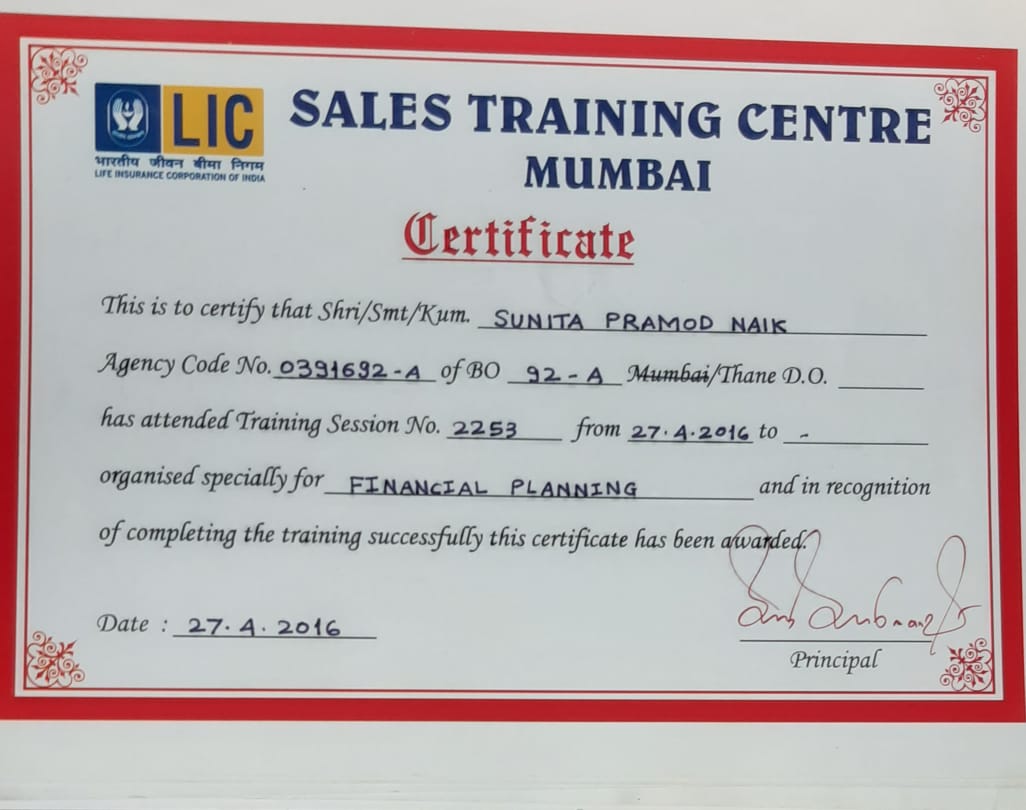 LIC
भारतीय जीवन बीमा निगम
LIFE INSURANCE CORPORATION OF INDIA
SALES TRAINING CENTRE
MUMBAI
Certificate
This is to certify that Shri/Smt/Kum. SUNITA PRAMOD NAIK
Agency Code No. 0391692-A of BO 92-A Mumbai/Thane D.O.
has attended Training Session No. 2253 from 27.4.2016 to -
organised specially for FINANCIAL PLANNING and in recognition
of completing the training successfully this certificate has been awarded.
Date : 27.4.2016
Principal